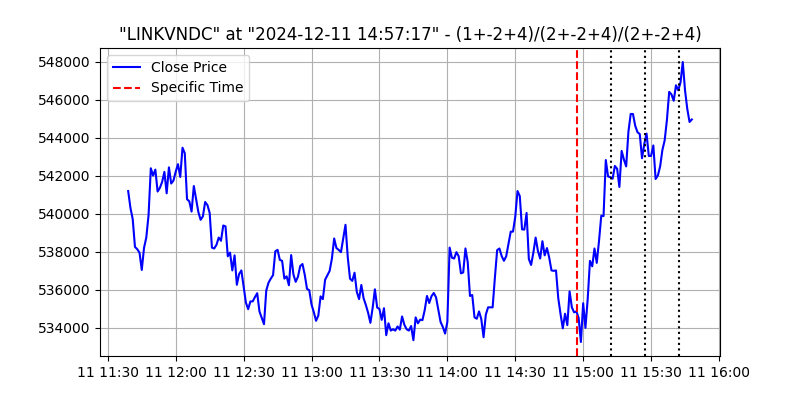 "LINKVNDC" at "2024-12-11 14:57:17" - (1+-2+4)/(2+-2+4)/(2+-2+4)
Close Price
Specific Time
548000
546000
544000
542000
540000
538000
536000
534000
11 11:30 11 12:00 11 12:30 11 13:00 11 13:30 11 14:00 11 14:30 11 15:00 11 15:30 11 16:00